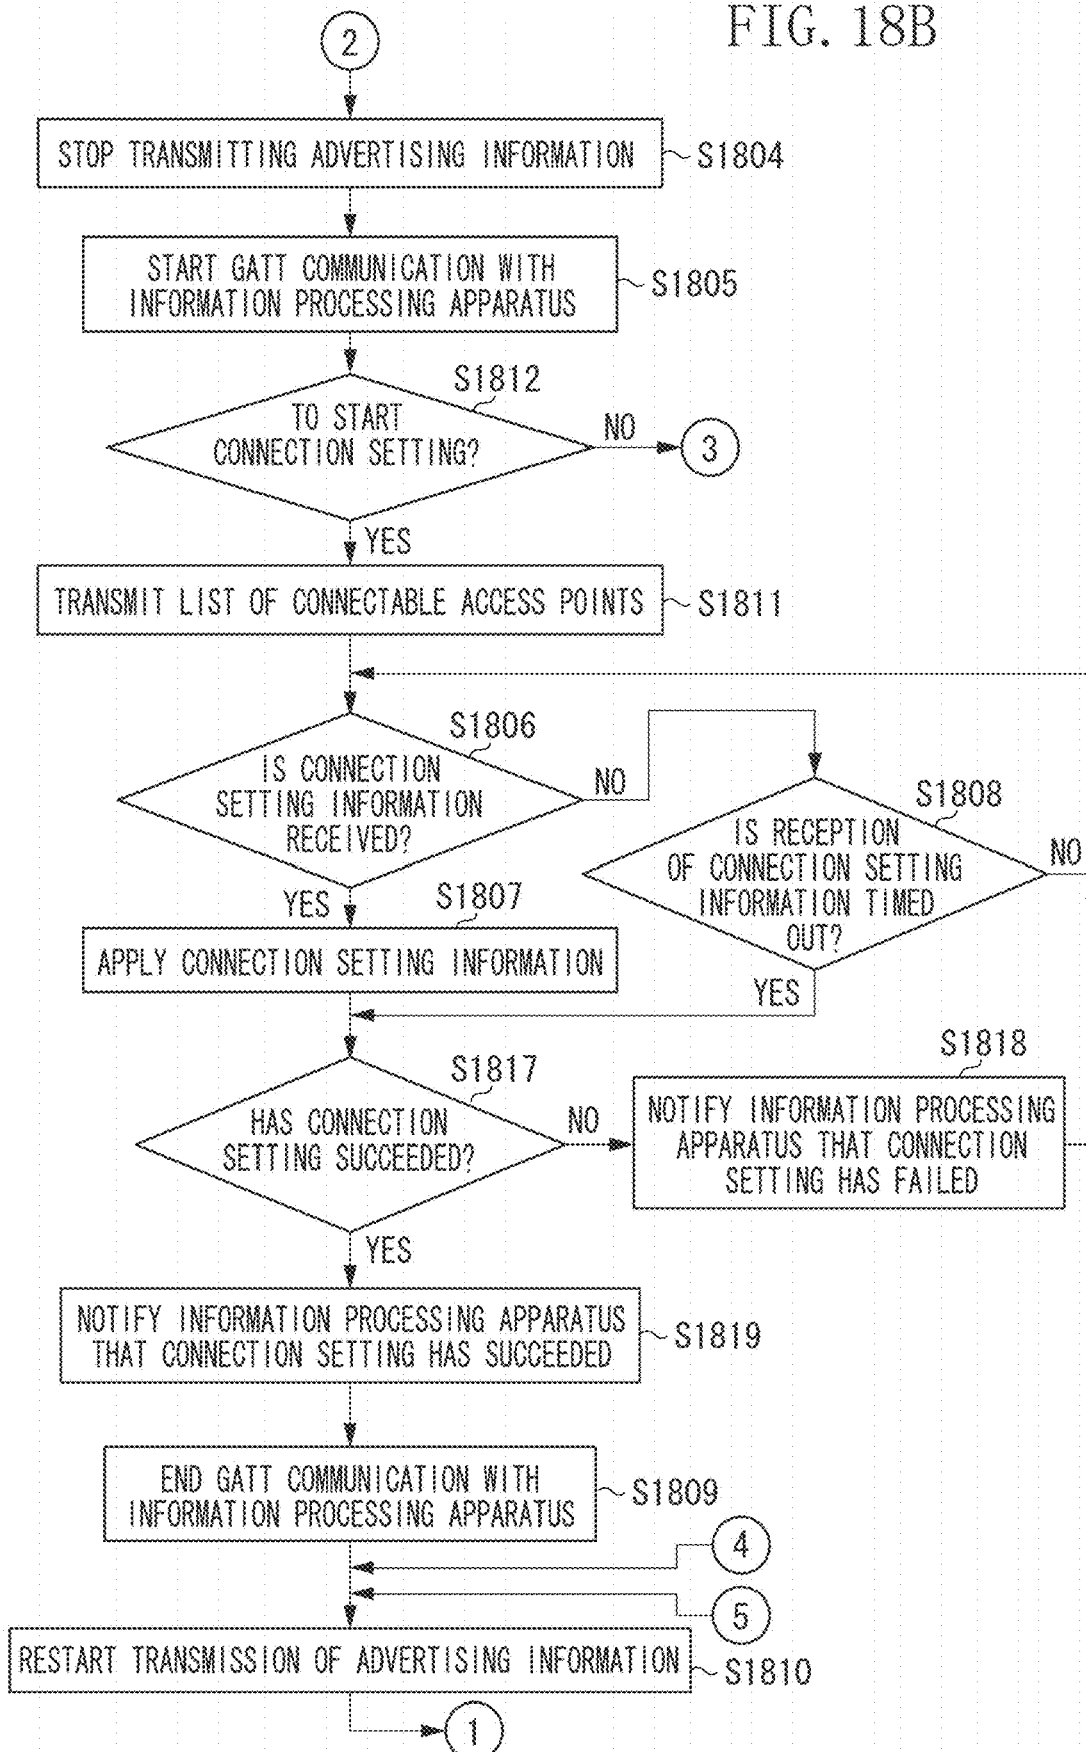 FIG. 18B
2
STOP TRANSMITTING ADVERTISING INFORMATION
S1804
START GATT COMMUNICATION WITH
INFORMATION PROCESSING APPARATUS
S1805
S1812
TO START
CONNECTION SETTING?
NO
3
YES
TRANSMIT LIST OF CONNECTABLE ACCESS POINTS
S1811
S1806
IS CONNECTION
SETTING INFORMATION
RECEIVED?
NO
S1808
IS RECEPTION
OF CONNECTION SETTING
INFORMATION TIMED
OUT?
NO
YES
YES
S1807
APPLY CONNECTION SETTING INFORMATION
S1817
HAS CONNECTION
SETTING SUCCEEDED?
NO
S1818
NOTIFY INFORMATION PROCESSING
APPARATUS THAT CONNECTION
SETTING HAS FAILED
YES
NOTIFY INFORMATION PROCESSING APPARATUS
THAT CONNECTION SETTING HAS SUCCEEDED
S1819
END GATT COMMUNICATION WITH
INFORMATION PROCESSING APPARATUS
S1809
4
5
RESTART TRANSMISSION OF ADVERTISING INFORMATION
S1810
1